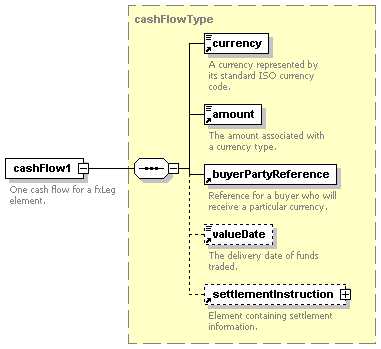 cashFlowType
currency
A currency represented by
its standard ISO currency
code.
amount
The amount associated with
a currency type.
cashFlow1
One cash flow for a fxLeg
element.
buyerPartyReference
Reference for a buyer who will
receive a particular currency.
valueDate
The delivery date of funds
traded.
settlementInstruction
Element containing settlement
information.